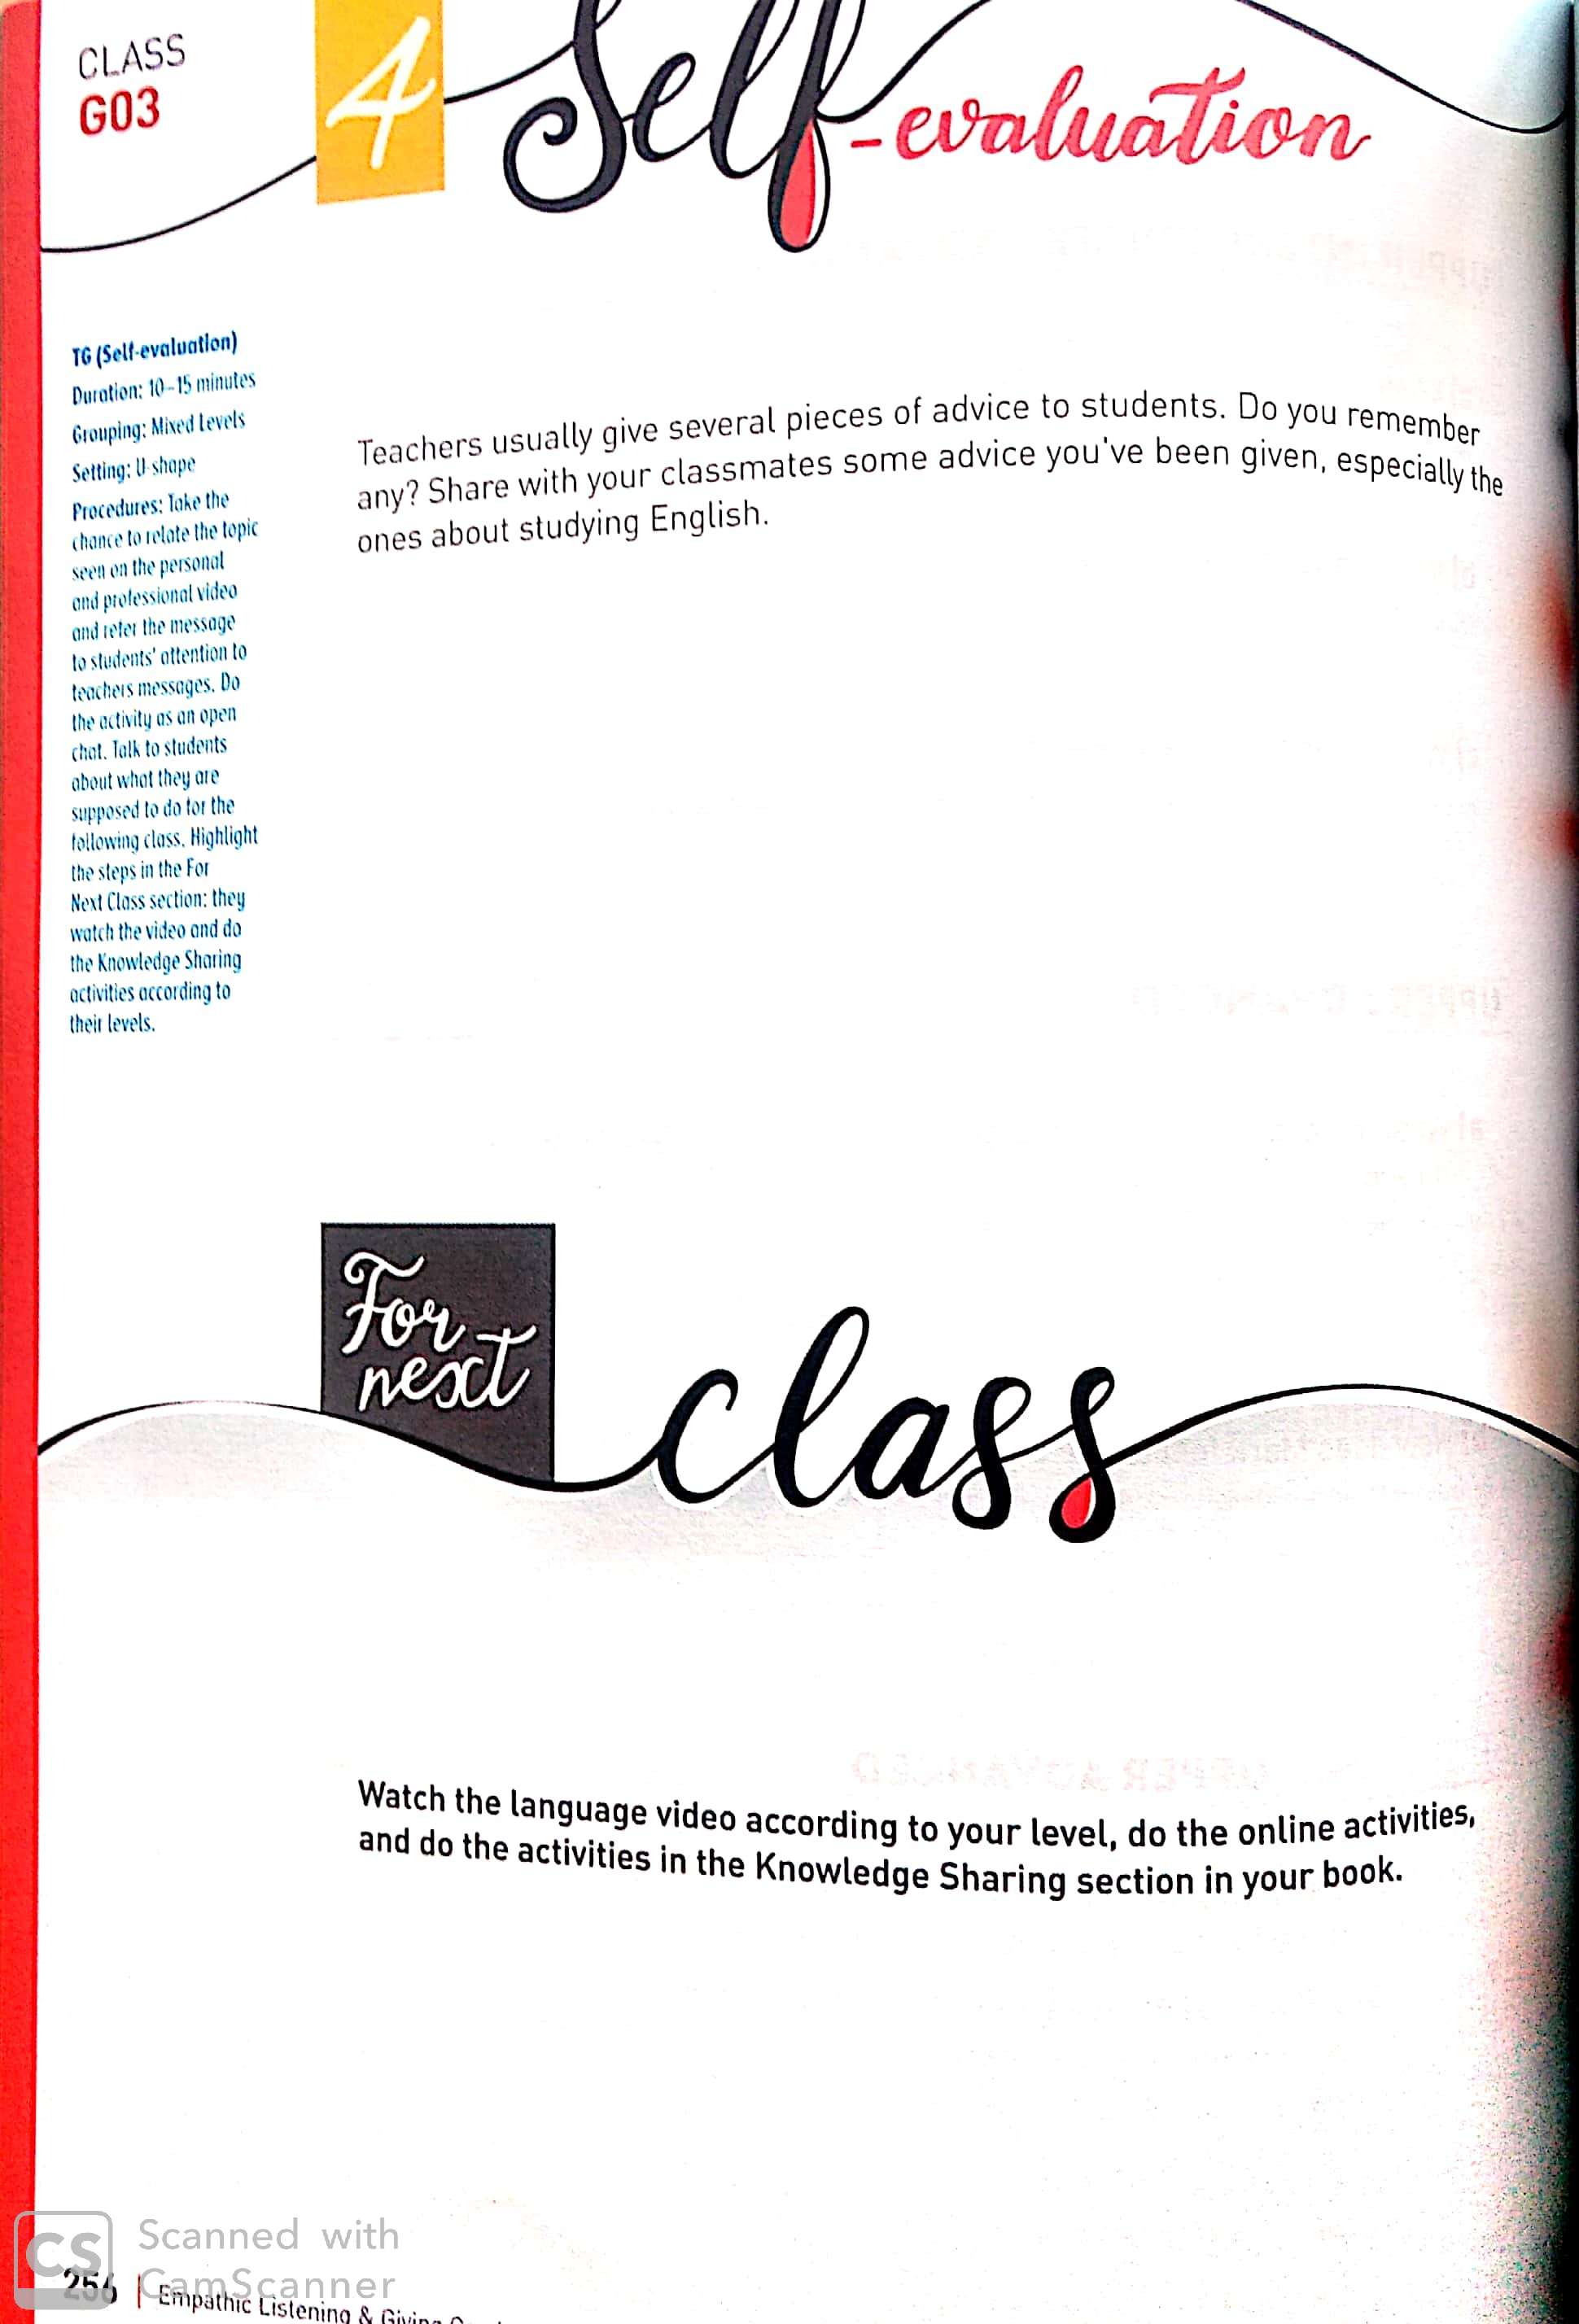 CLASS
G03
4 Self-evaluation
TG (Self-evaluation)
Duration: 10-15 minutes
Grouping: Mixed Levels
Setting: U-shape
Procedures: Take the
chance to relate the topic
seen on the personal
and professional video
and refer the message
to students' attention to
teachers messages. Do
the activity as an open
chat. Talk to students
about what they are
supposed to do for the
following class. Highlight
the steps in the For
Next Class section: they
watch the video and do
the Knowledge Sharing
activities according to
their levels.
Teachers usually give several pieces of advice to students. Do you remember
any? Share with your classmates some advice you've been given, especially the
ones about studying English.
For
next
class
Watch the language video according to your level, do the online activities,
and do the activities in the Knowledge Sharing section in your book.
CS
Scanned with
CamScanner
256 | Empathic Listening & Giving